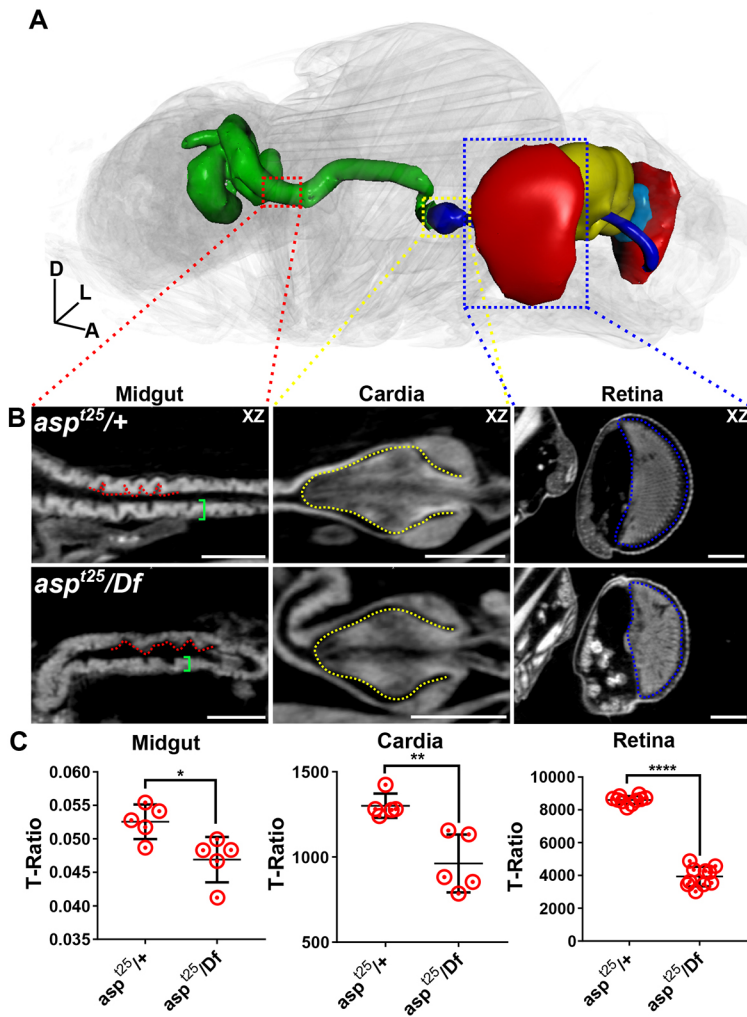 A
D
L
A
Midgut Cardia Retina
B
asp^t25/+ XZ XZ XZ
asp^t25/Df
C
Midgut Cardia Retina
* ** ****
T-Ratio
0.060
0.055
0.050
0.045
0.040
0.035
asp^t25/+ asp^t25/Df
T-Ratio
1500
1000
500
asp^t25/+ asp^t25/Df
T-Ratio
10000
8000
6000
4000
2000
0
asp^t25/+ asp^t25/Df